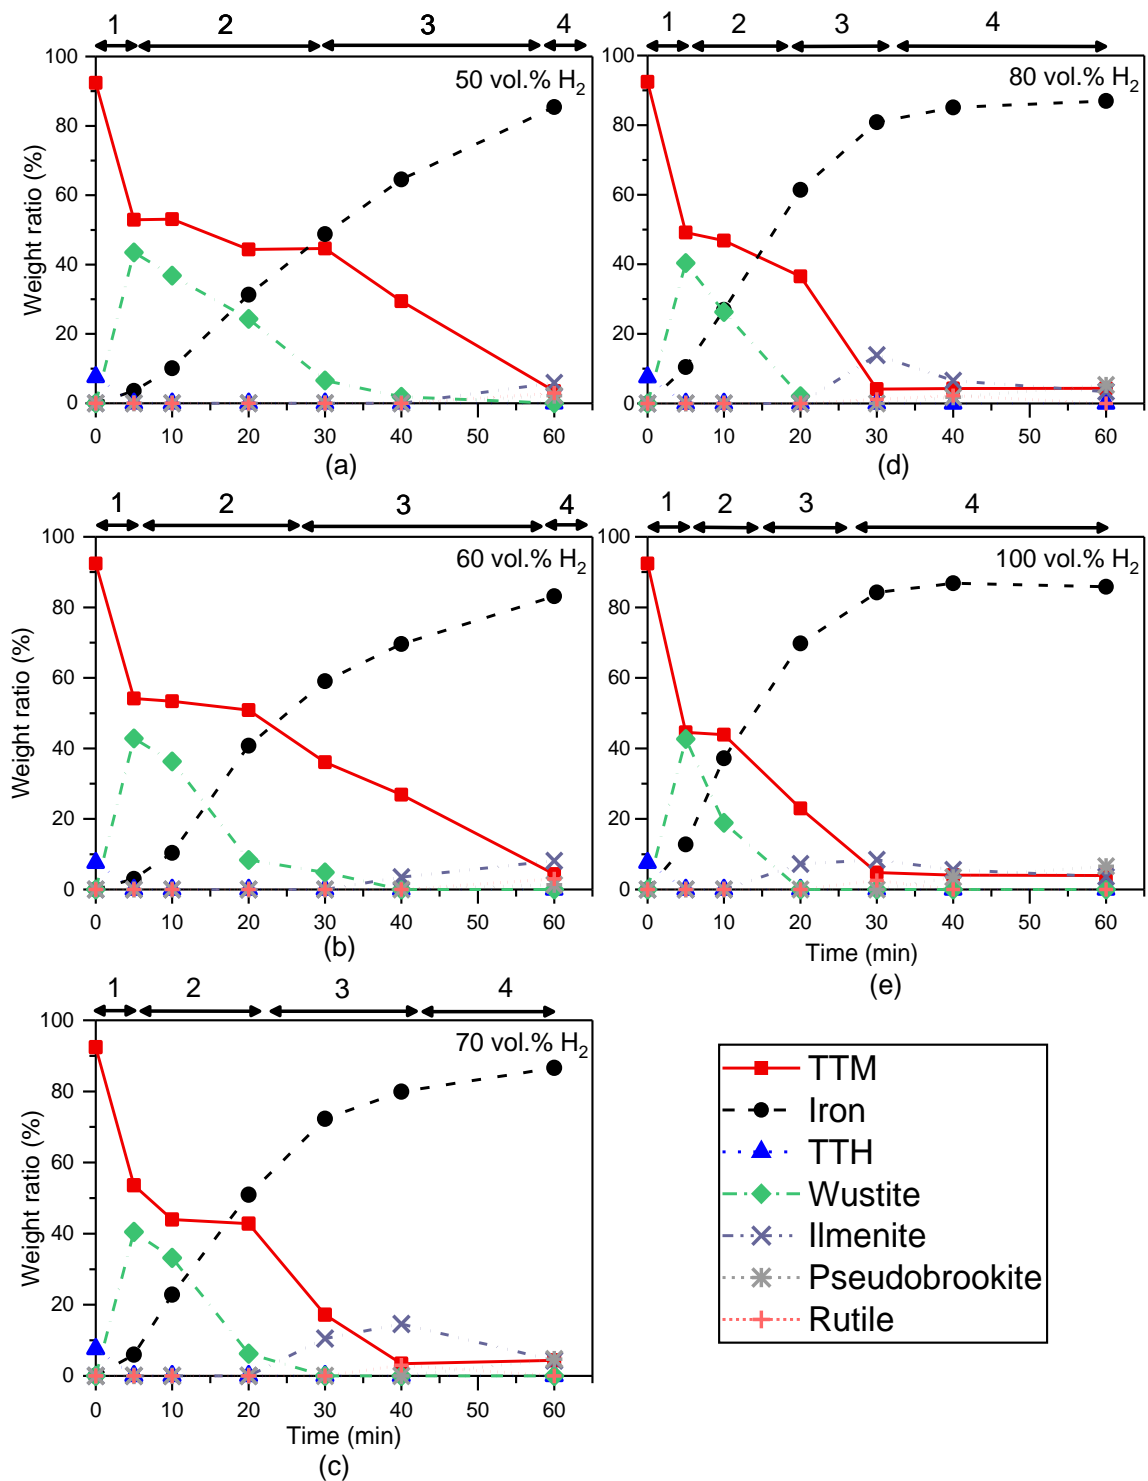 1 2 3 4
50 vol.% H2
Weight ratio (%)
100
80
60
40
20
0
0 10 20 30 40 50 60
(a)
1 2 3 4
80 vol.% H2
100
80
60
40
20
0
0 10 20 30 40 50 60
(d)
1 2 3 4
60 vol.% H2
Weight ratio (%)
100
80
60
40
20
0
0 10 20 30 40 50 60
(b)
1 2 3 4
100 vol.% H2
100
80
60
40
20
0
0 10 20 30 40 50 60
Time (min)
(e)
1 2 3 4
70 vol.% H2
Weight ratio (%)
100
80
60
40
20
0
0 10 20 30 40 50 60
Time (min)
(c)
TTM
Iron
TTH
Wustite
Ilmenite
Pseudobrookite
Rutile